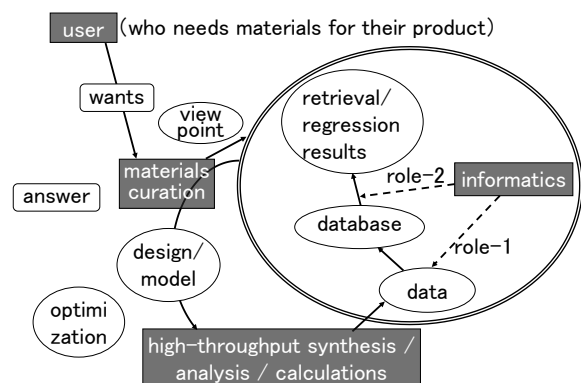 user (who needs materials for their product)
wants
view
point
retrieval/
regression
results
materials
curation
role-2
informatics
answer
database
role-1
design/
model
data
optimi
zation
high-throughput synthesis /
analysis / calculations